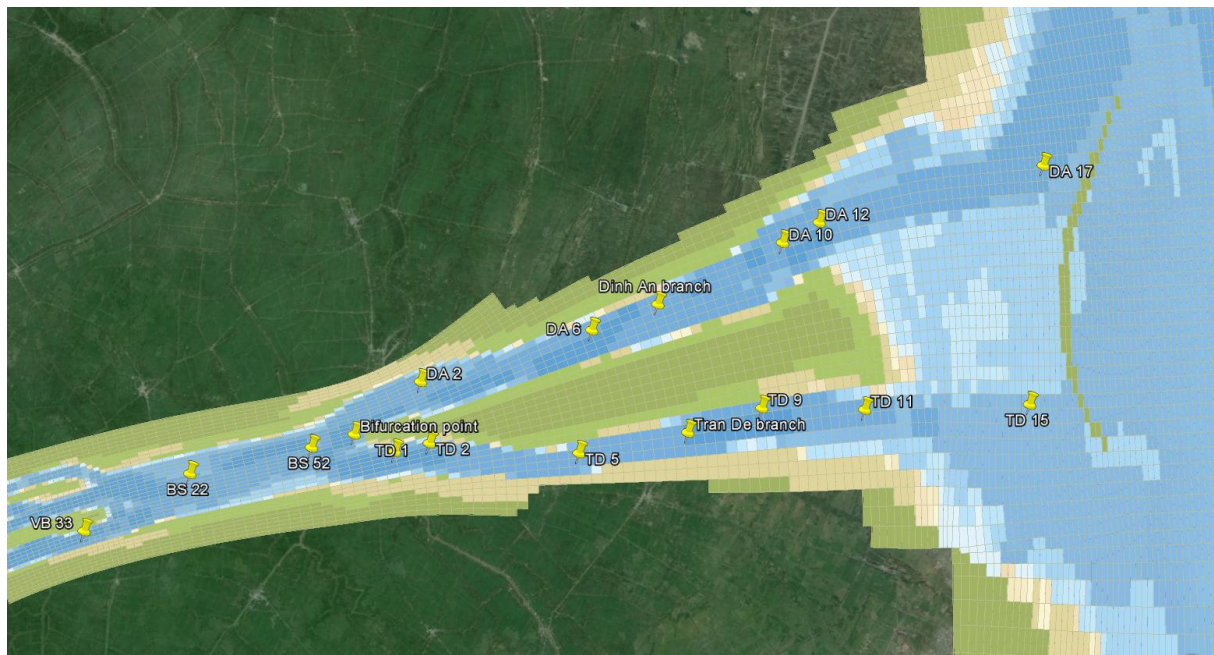 DA 17
DA 12
DA 10
Dinh An branch
DA 6
DA 2
TD 9
TD 11
TD 15
Bifurcation point
Tran De branch
TD 1
TD 2
BS 52
TD 5
BS 22
VB 33